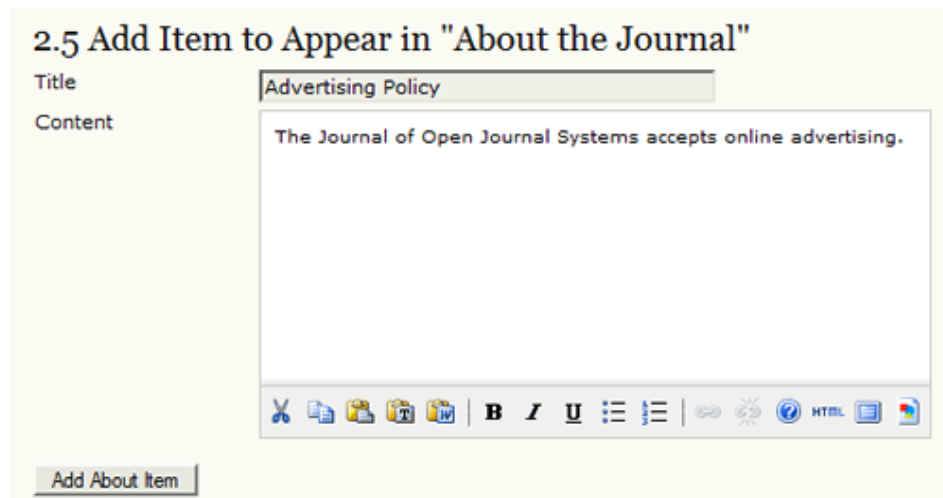 2.5 Add Item to Appear in "About the Journal"
Title
Advertising Policy
Content
The Journal of Open Journal Systems accepts online advertising.
T W B I U HTML
Add About Item